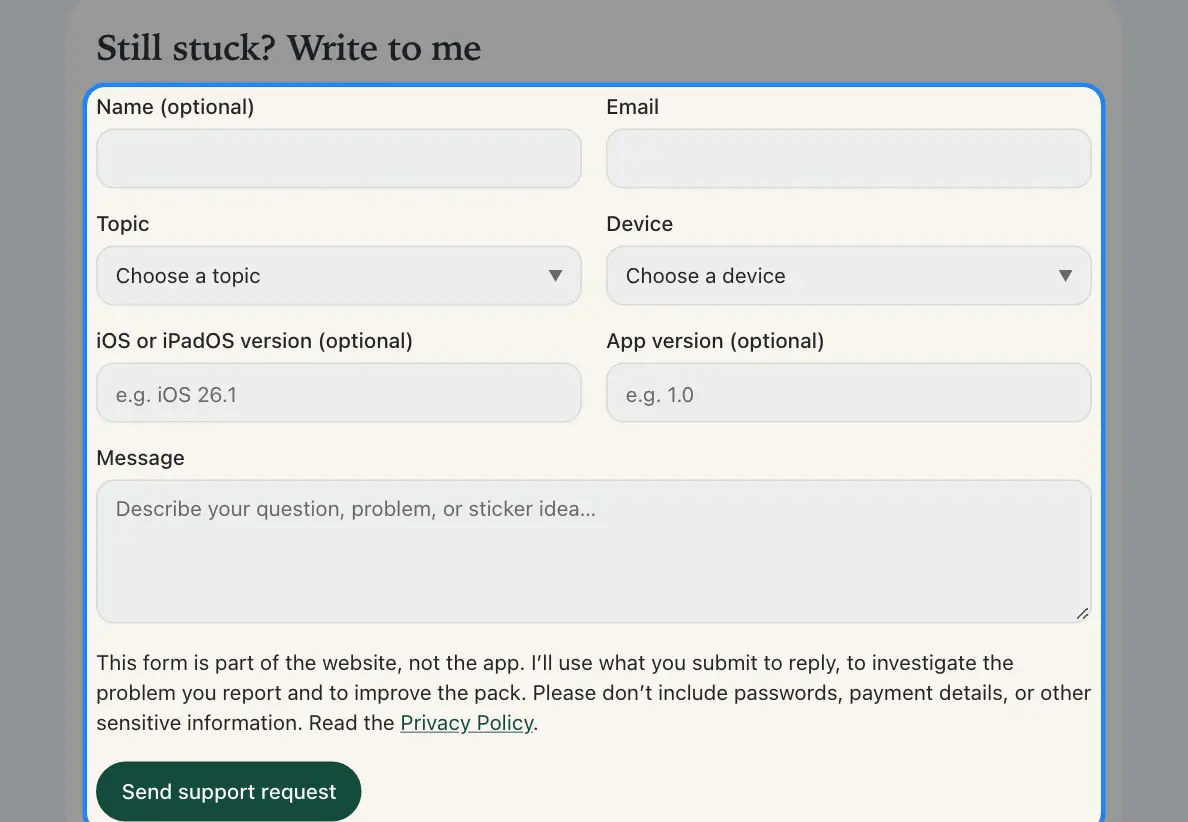 Still stuck? Write to me
Name (optional)
Email
Topic
Device
Choose a topic
Choose a device
iOS or iPadOS version (optional)
App version (optional)
e.g. iOS 26.1
e.g. 1.0
Message
Describe your question, problem, or sticker idea...
This form is part of the website, not the app. I’ll use what you submit to reply, to investigate the
problem you report and to improve the pack. Please don’t include passwords, payment details, or other
sensitive information. Read the Privacy Policy.
Send support request